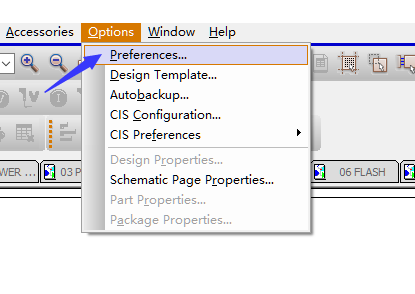 Accessories Options Window Help
Preferences...
Design Template...
Autobackup...
CIS Configuration...
CIS Preferences
Design Properties...
Schematic Page Properties...
Part Properties...
Package Properties...
WER ... 03 P 06 FLASH